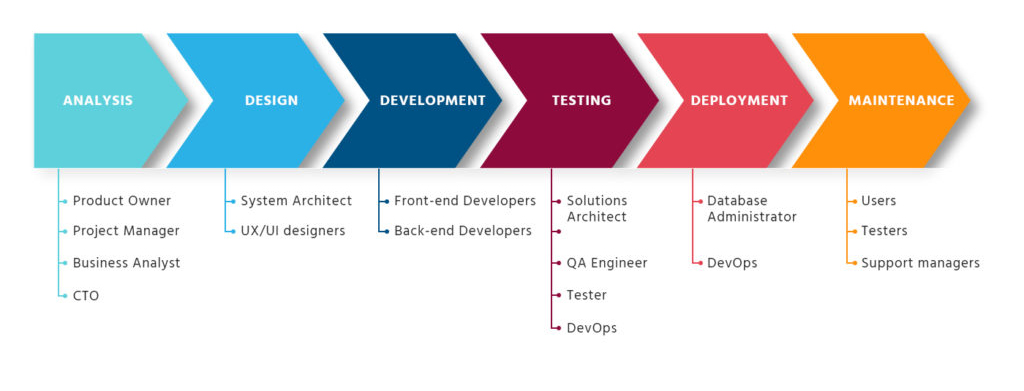 ANALYSIS
DESIGN
DEVELOPMENT
TESTING
DEPLOYMENT
MAINTENANCE
Product Owner
Project Manager
Business Analyst
CTO
System Architect
UX/UI designers
Front-end Developers
Back-end Developers
Solutions
Architect
QA Engineer
Tester
DevOps
Database
Administrator
DevOps
Users
Testers
Support managers